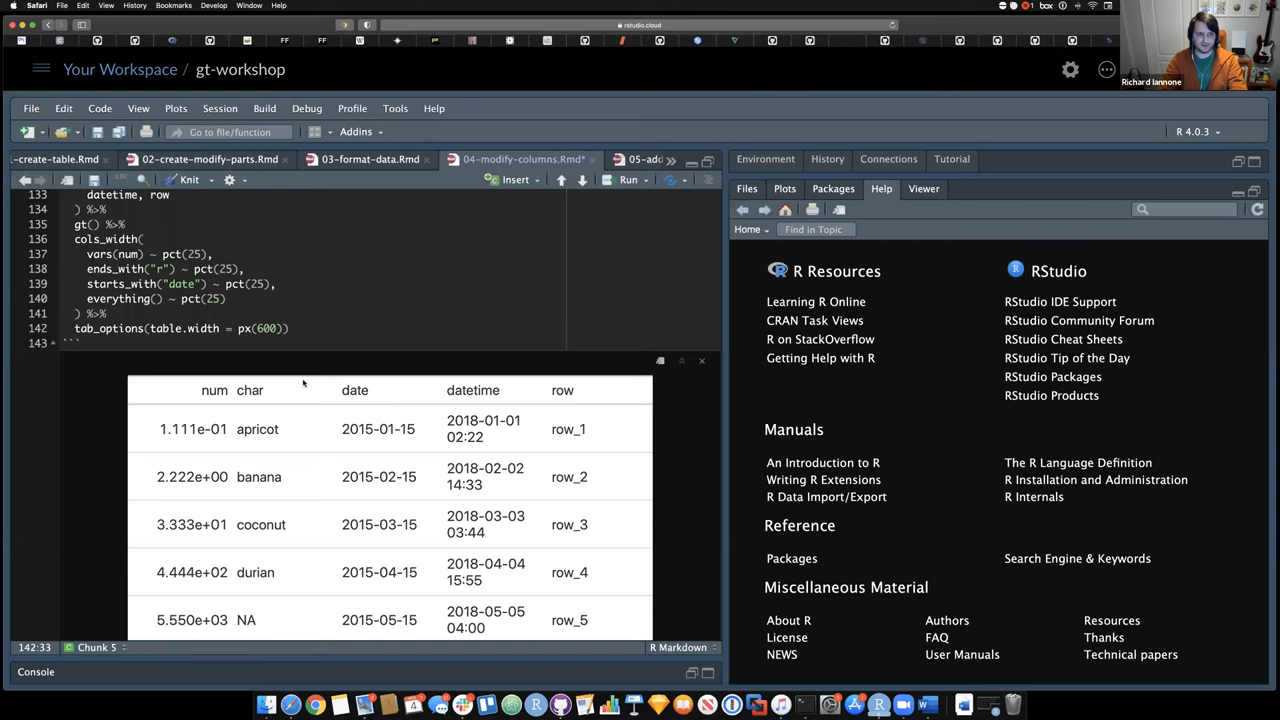 Safari File Edit View History Bookmarks Develop Window Help
box
rstudio.cloud
FF FF
W
Your Workspace / gt-workshop
Richard Iannone
File Edit Code View Plots Session Build Debug Profile Tools Help
Go to file/function
Addins
R 4.0.3
-create-table.Rmd
02-create-modify-parts.Rmd
03-format-data.Rmd
04-modify-columns.Rmd*
05-add
Knit
Insert
Run
133 datetime, row
134 ) %>%
135 gt() %>%
136 cols_width(
137 vars(num) ~ pct(25),
138 ends_with("r") ~ pct(25),
139 starts_with("date") ~ pct(25),
140 everything() ~ pct(25)
141 ) %>%
142 tab_options(table.width = px(600))
143 ```
num char date datetime row
1.111e-01 apricot 2015-01-15 2018-01-01 02:22 row_1
2.222e+00 banana 2015-02-15 2018-02-02 14:33 row_2
3.333e+01 coconut 2015-03-15 2018-03-03 03:44 row_3
4.444e+02 durian 2015-04-15 2018-04-04 15:55 row_4
5.550e+03 NA 2015-05-15 2018-05-05 04:00 row_5
142:33 Chunk 5 R Markdown
Console
Environment History Connections Tutorial
Files Plots Packages Help Viewer
Home Find in Topic
R Resources
Learning R Online
CRAN Task Views
R on StackOverflow
Getting Help with R
RStudio
RStudio IDE Support
RStudio Community Forum
RStudio Cheat Sheets
RStudio Tip of the Day
RStudio Packages
RStudio Products
Manuals
An Introduction to R
Writing R Extensions
R Data Import/Export
The R Language Definition
R Installation and Administration
R Internals
Reference
Packages
Search Engine & Keywords
Miscellaneous Material
About R
License
NEWS
Authors
FAQ
User Manuals
Resources
Thanks
Technical papers